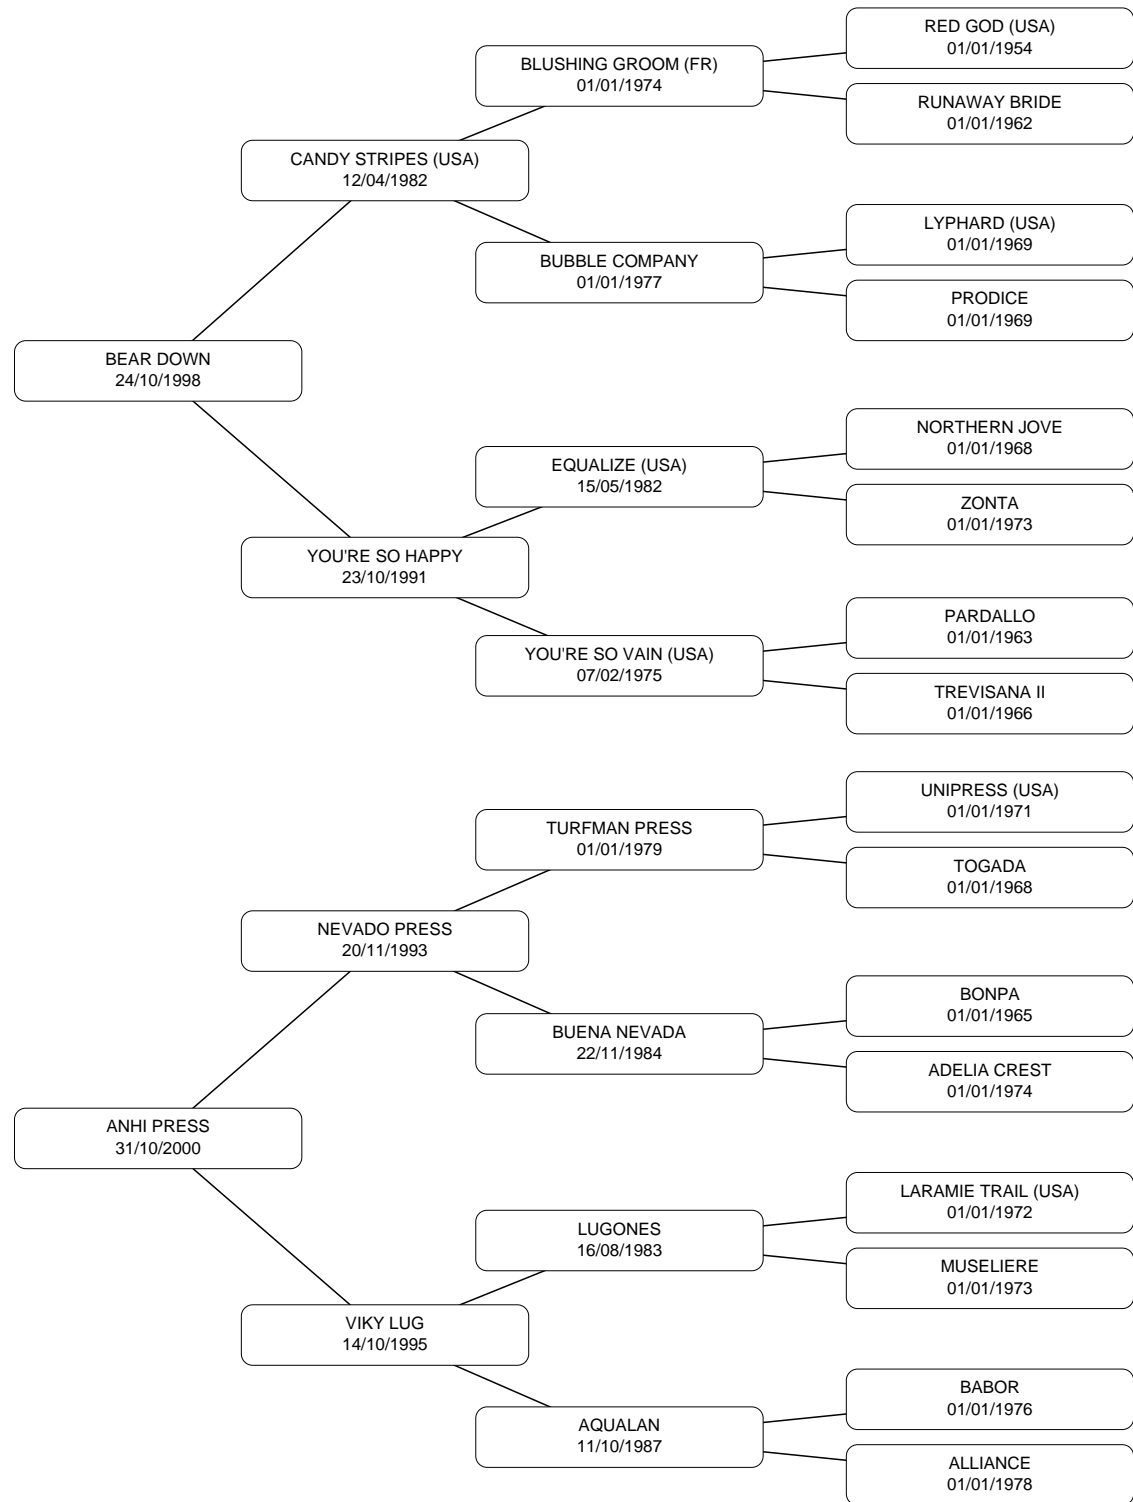 RED GOD (USA)
01/01/1954
BLUSHING GROOM (FR)
01/01/1974
RUNAWAY BRIDE
01/01/1962
CANDY STRIPES (USA)
12/04/1982
LYPHARD (USA)
01/01/1969
BUBBLE COMPANY
01/01/1977
PRODICE
01/01/1969
BEAR DOWN
24/10/1998
NORTHERN JOVE
01/01/1968
EQUALIZE (USA)
15/05/1982
ZONTA
01/01/1973
YOU'RE SO HAPPY
23/10/1991
PARDALLO
01/01/1963
YOU'RE SO VAIN (USA)
07/02/1975
TREVISANA II
01/01/1966
UNIPRESS (USA)
01/01/1971
TURFMAN PRESS
01/01/1979
TOGADA
01/01/1968
NEVADO PRESS
20/11/1993
BONPA
01/01/1965
BUENA NEVADA
22/11/1984
ADELIA CREST
01/01/1974
ANHI PRESS
31/10/2000
LARAMIE TRAIL (USA)
01/01/1972
LUGONES
16/08/1983
MUSELIERE
01/01/1973
VIKY LUG
14/10/1995
BABOR
01/01/1976
AQUALAN
11/10/1987
ALLIANCE
01/01/1978